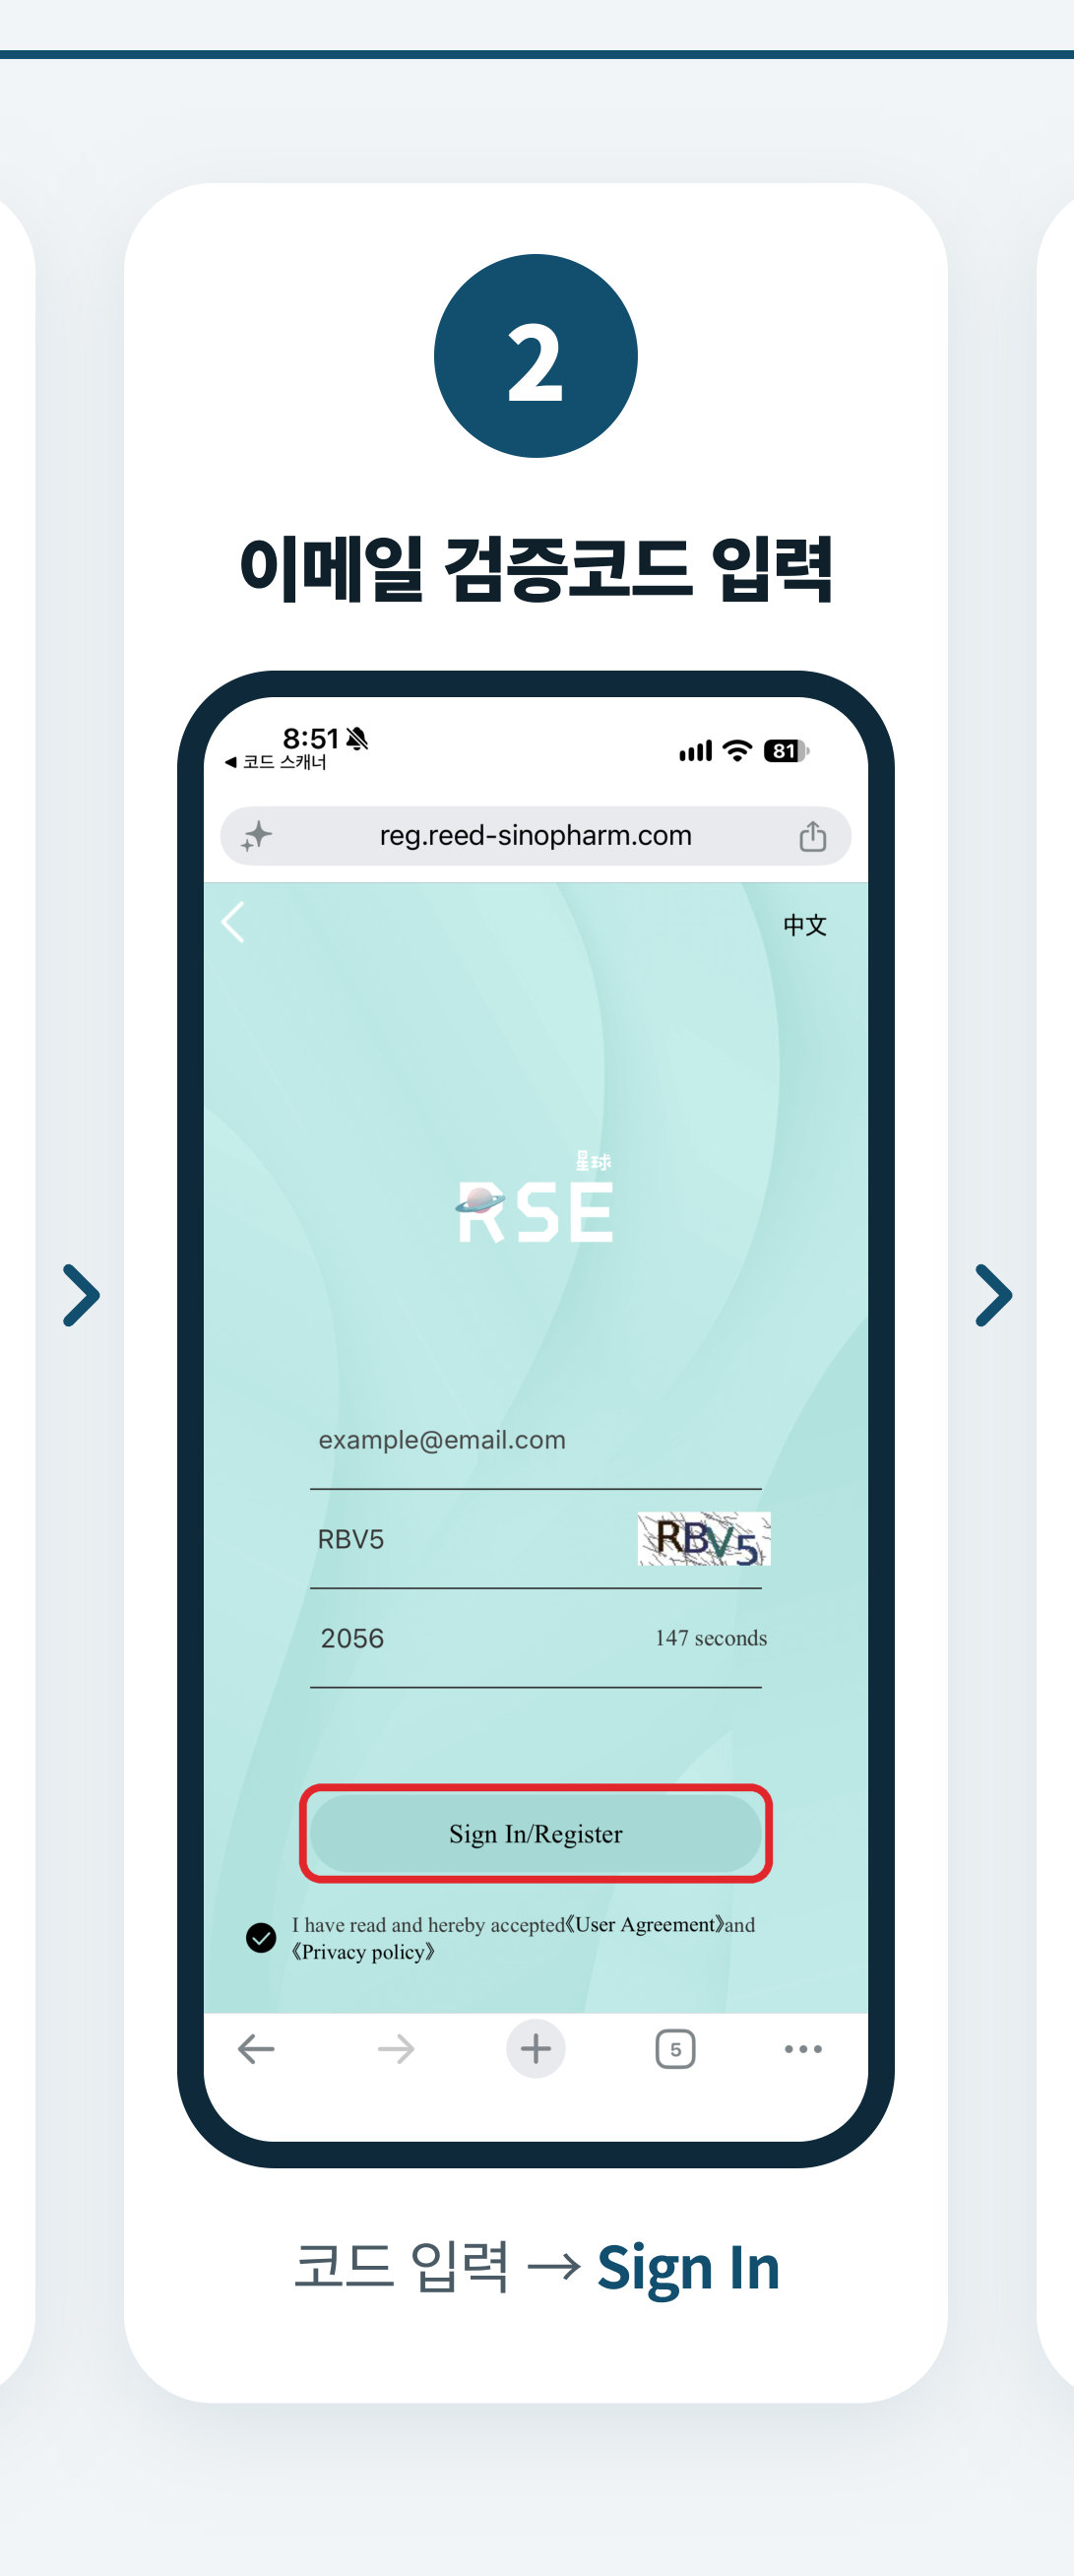 2
이메일 검증코드 입력
8:51
◀ 코드 스캐너
81
reg.reed-sinopharm.com
中文
星球
RSE
example@email.com
RBV5
RBV5
2056
147 seconds
Sign In/Register
I have read and hereby accepted《User Agreement》and
《Privacy policy》
5
코드 입력 → Sign In